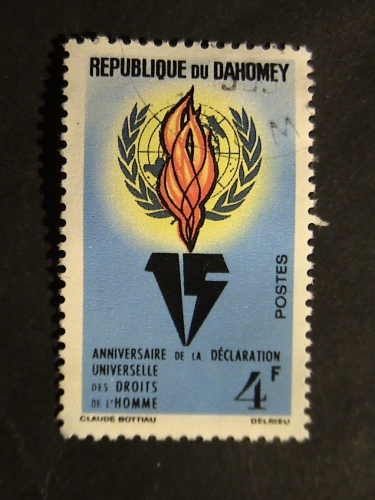 REPUBLIQUE DU DAHOMEY
15
POSTES
ANNIVERSAIRE DE LA DÉCLARATION
UNIVERSELLE
DES DROITS
DE L'HOMME
4F
CLAUDE BOTTIAU DELRIEU